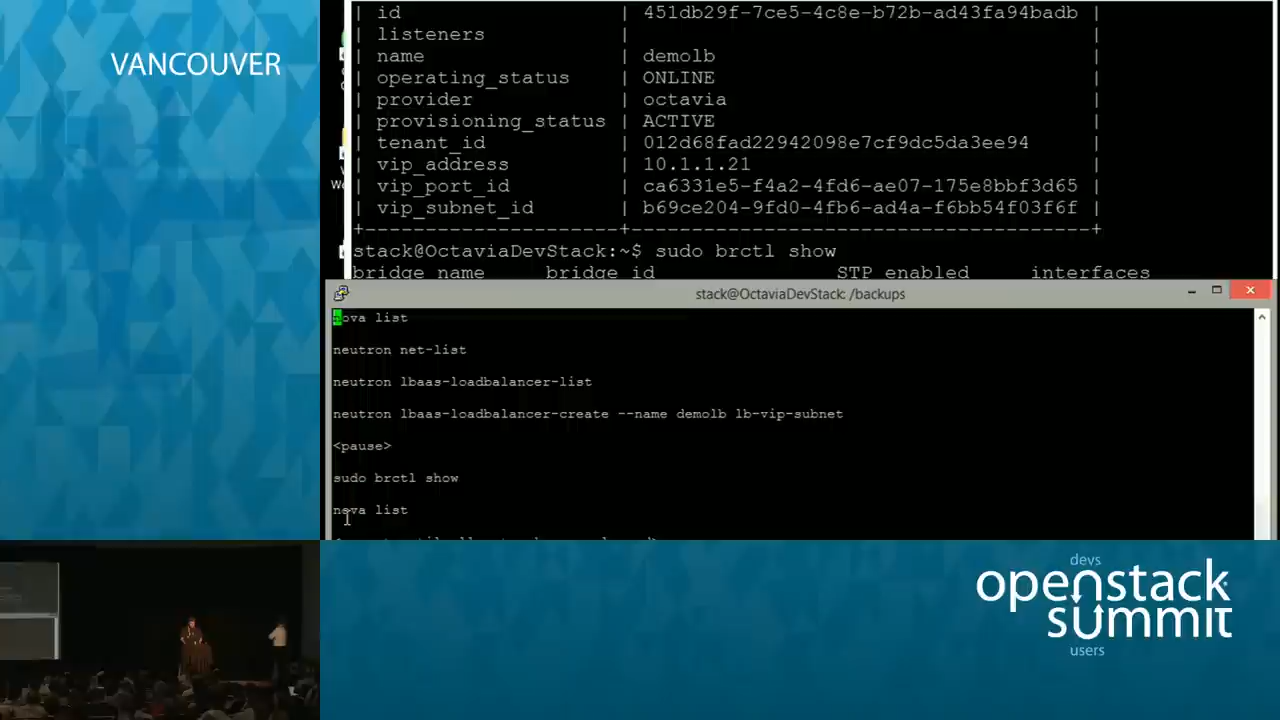 VANCOUVER
| id | 451db29f-7ce5-4c8e-b72b-ad43fa94badb |
| listeners | |
| name | demolb |
| operating_status | ONLINE |
| provider | octavia |
| provisioning_status | ACTIVE |
| tenant_id | 012d68fad22942098e7cf9dc5da3ee94 |
| vip_address | 10.1.1.21 |
| vip_port_id | ca6331e5-f4a2-4fd6-ae07-175e8bbf3d65 |
| vip_subnet_id | b69ce204-9fd0-4fb6-ad4a-f6bb54f03f6f |
stack@OctaviaDevStack:~$ sudo brctl show
bridge name bridge id STP enabled interfaces
stack@OctaviaDevStack: /backups
nova list
neutron net-list
neutron lbaas-loadbalancer-list
neutron lbaas-loadbalancer-create --name demolb lb-vip-subnet
<pause>
sudo brctl show
nova list
devs
openstack
summit
users